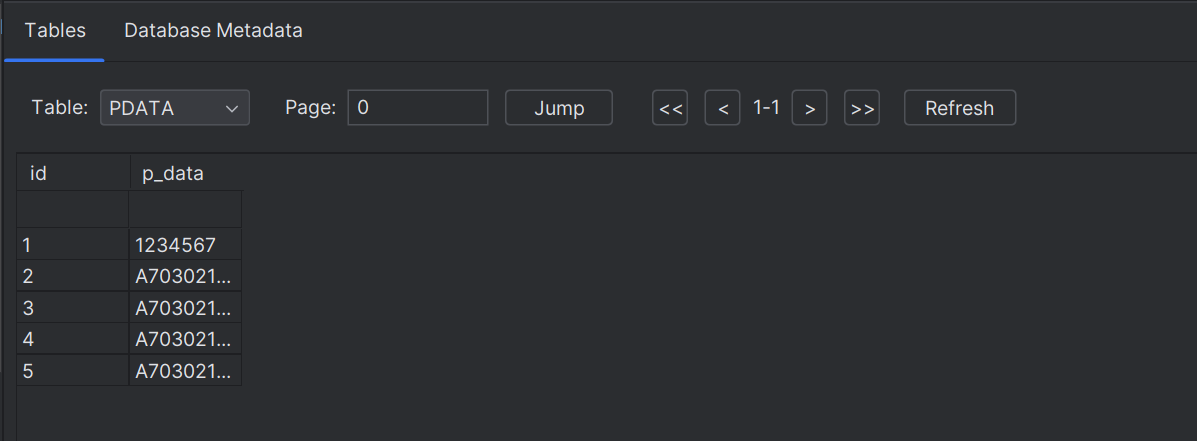 Tables Database Metadata
Table: PDATA Page: 0 Jump << < 1-1 > >> Refresh
id p_data
1 1234567
2 A703021...
3 A703021...
4 A703021...
5 A703021...